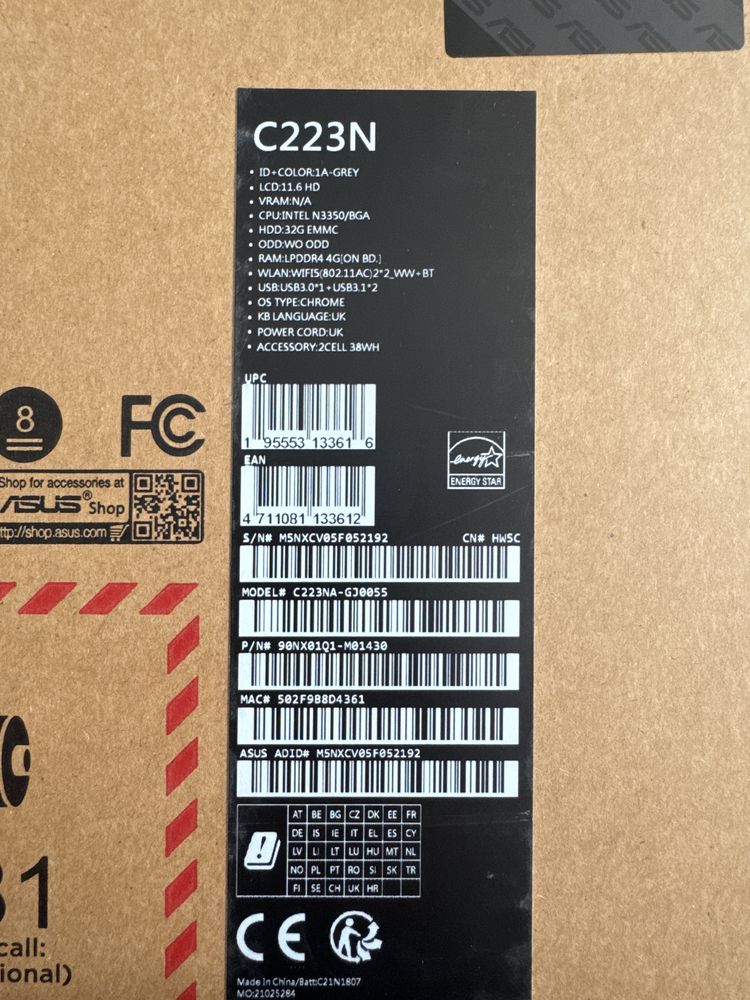 ASUS
C223N
• ID+COLOR:1A-GREY
• LCD:11.6 HD
• VRAM:N/A
• CPU:INTEL N3350/BGA
• HDD:32G EMMC
• ODD:WO ODD
• RAM:LPDDR4 4G[ON BD.]
• WLAN:WIFI5(802.11AC)2*2_WW+BT
• USB:USB3.0*1+USB3.1*2
• OS TYPE:CHROME
• KB LANGUAGE:UK
• POWER CORD:UK
• ACCESSORY:2CELL 38WH
UPC
1 95553 13361 6
EAN
4 711081 133612
energy
ENERGY STAR
S/N# M5NXCV05F052192 CN# HW5C
MODEL# C223NA-GJ0055
P/N# 90NX01Q1-M01430
MAC# 502F9B8D4361
ASUS ADID# M5NXCV05F052192
AT BE BG CZ DK EE FR
DE IS IE IT EL ES CY
LV LI LT LU HU MT NL
NO PL PT RO SI SK TR
FI SE CH UK HR
CE
Made In China/Batt:C21N1807
MO:21025284
8
FC
Shop for accessories at
ASUS® Shop
ttp://shop.asus.com
31
call:
ional)